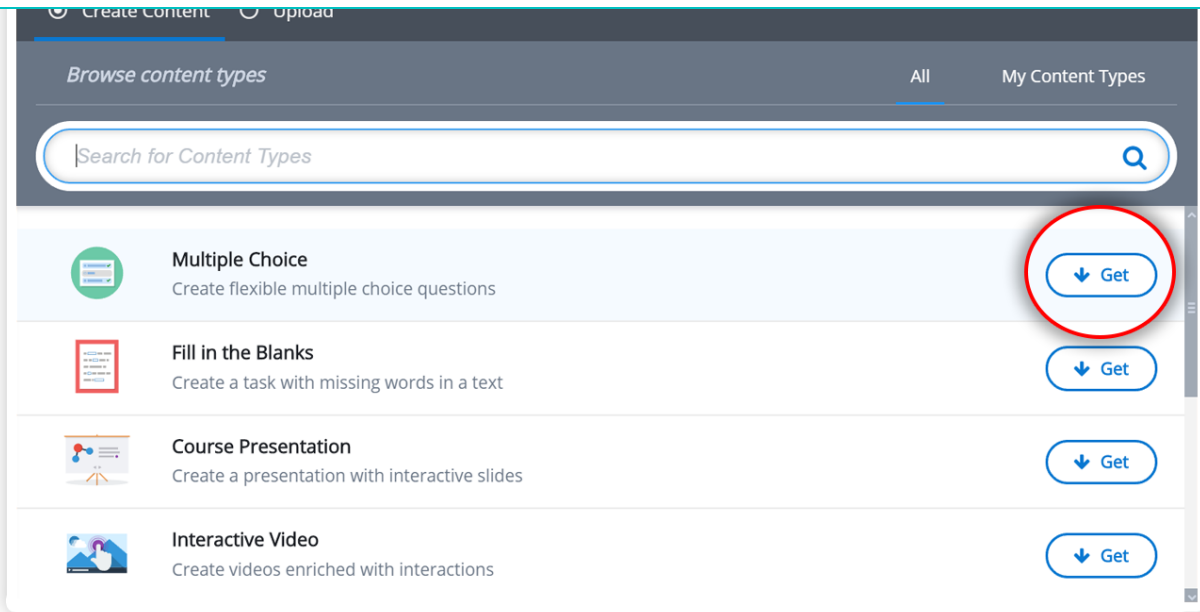 Create Content Upload
Browse content types All My Content Types
Search for Content Types
Multiple Choice
Create flexible multiple choice questions
Get
Fill in the Blanks
Create a task with missing words in a text
Get
Course Presentation
Create a presentation with interactive slides
Get
Interactive Video
Create videos enriched with interactions
Get